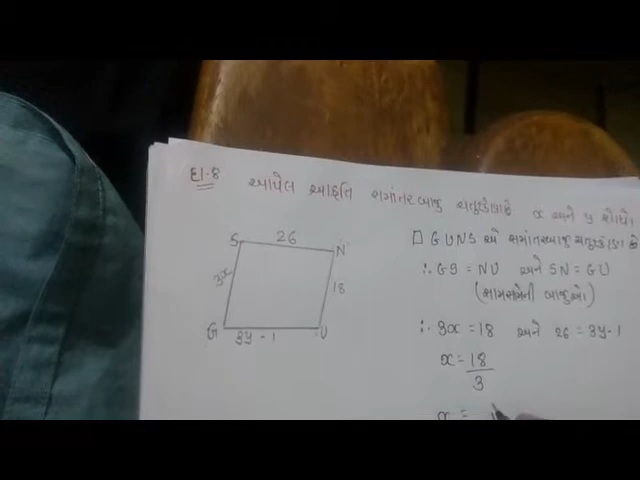 દા-8 આપેલ આકૃતિ સમાંતરબાજુ ચતુષ્કોણ છે x અને y શોધો.
S 26 N
3x 18
G 3y - 1 U
□ GUNS એ સમાંતરબાજુ ચતુષ્કોણ છે
∴ GS = NU અને SN = GU
(સામસામેની બાજુઓ)
∴ 3x = 18 અને 26 = 3y-1
x = 18
3
x =